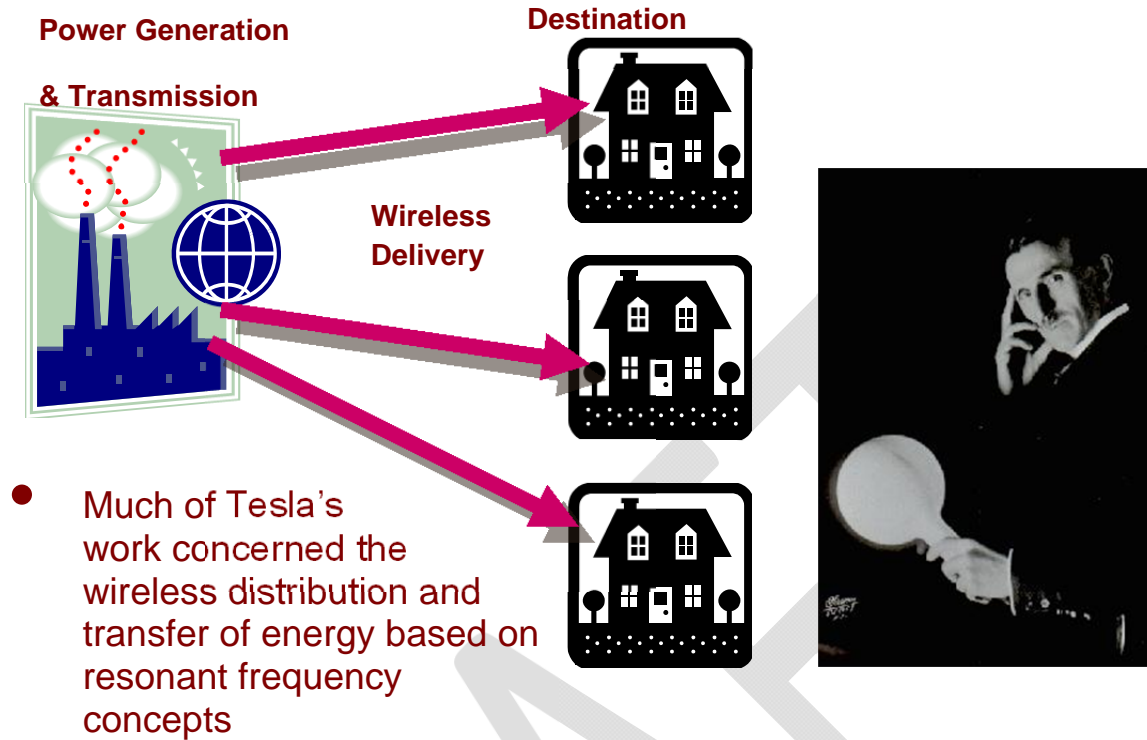 Power Generation
& Transmission
Destination
Wireless
Delivery
• Much of Tesla's
work concerned the
wireless distribution and
transfer of energy based on
resonant frequency
concepts